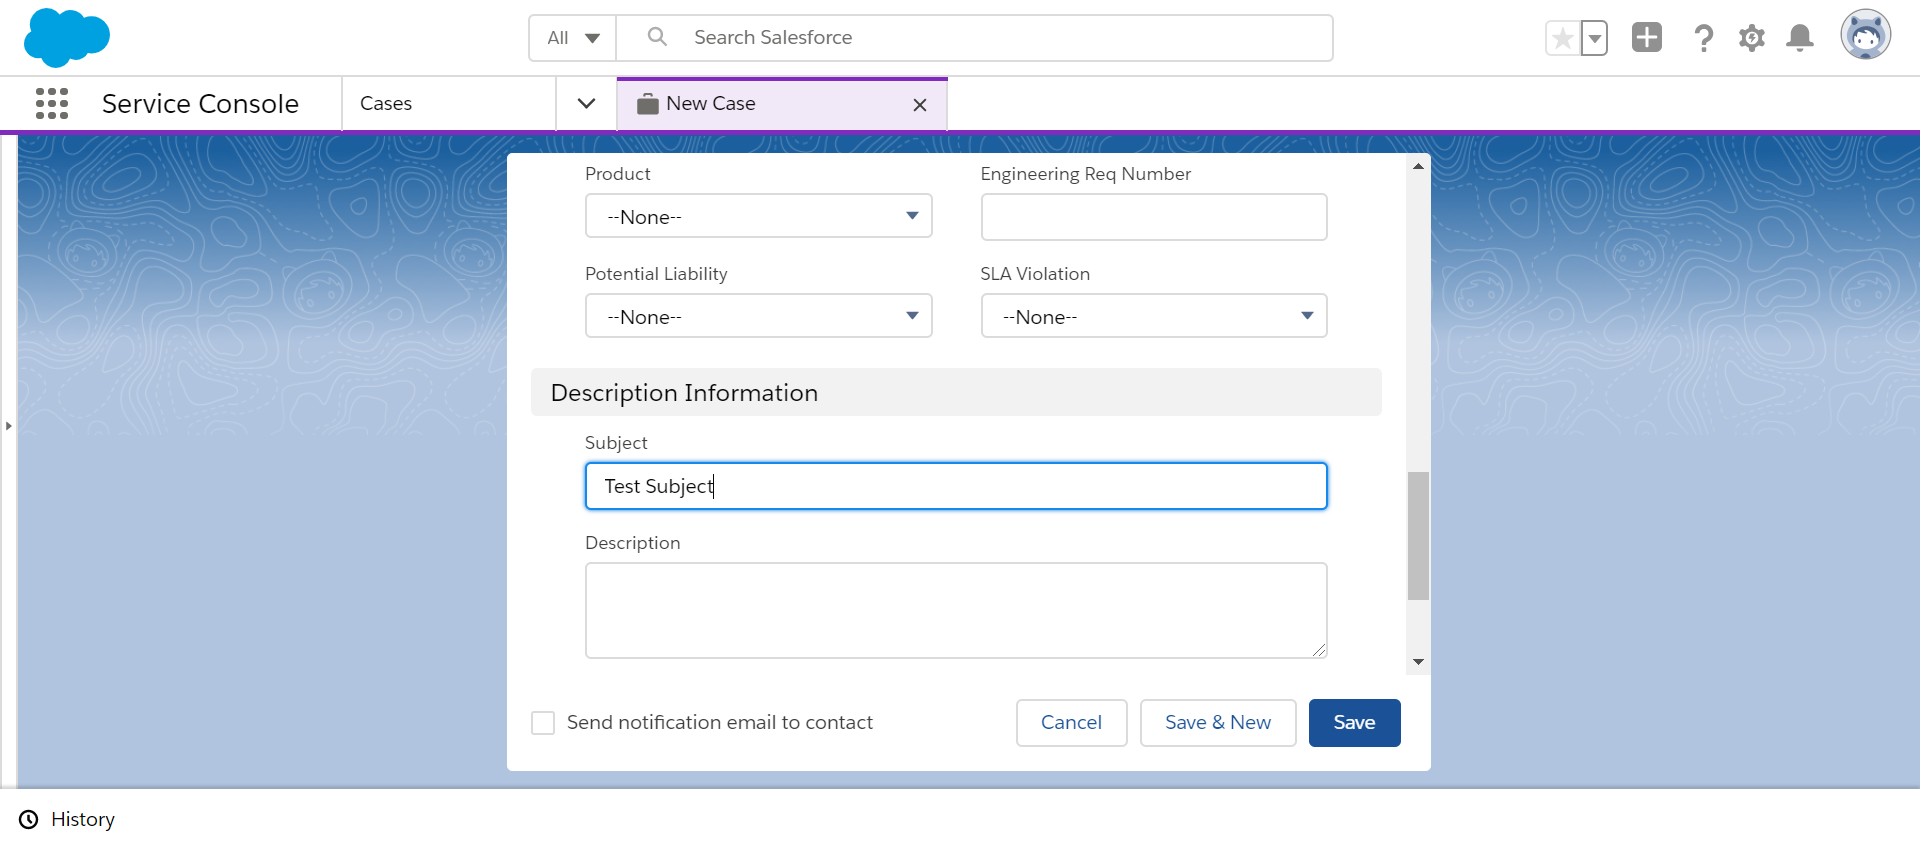 All
Search Salesforce
Service Console
Cases
New Case
Product
Engineering Req Number
--None--
Potential Liability
SLA Violation
--None--
--None--
Description Information
Subject
Test Subject
Description
Send notification email to contact
Cancel
Save & New
Save
History